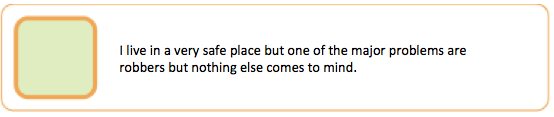 I live in a very safe place but one of the major problems are
robbers but nothing else comes to mind.